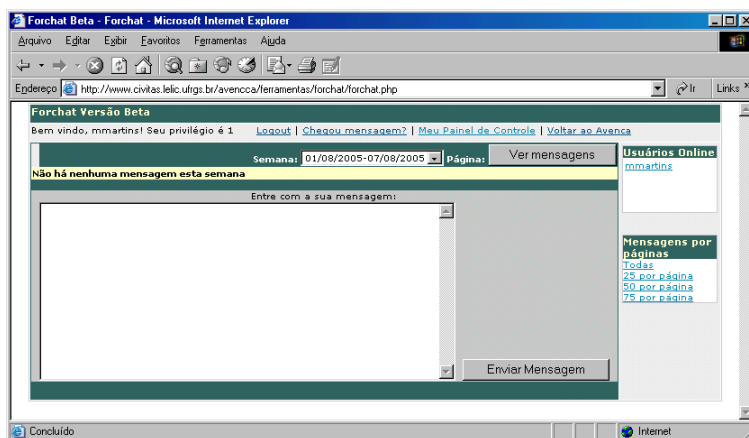 Forchat Beta - Forchat - Microsoft Internet Explorer
Arquivo Editar Exibir Favoritos Ferramentas Ajuda
Endereço http://www.civitas.lelic.ufrgs.br/avencca/ferramentas/forchat/forchat.php Ir Links »
Forchat Versão Beta
Bem vindo, mmartins! Seu privilégio é 1 Logout | Chegou mensagem? | Meu Painel de Controle | Voltar ao Avenca
Semana: 01/08/2005-07/08/2005 Página: Ver mensagens
Não há nenhuma mensagem esta semana
Entre com a sua mensagem:
Enviar Mensagem
Usuários Online
mmartins
Mensagens por
páginas
Todas
25 por página
50 por página
75 por página
Concluído Internet